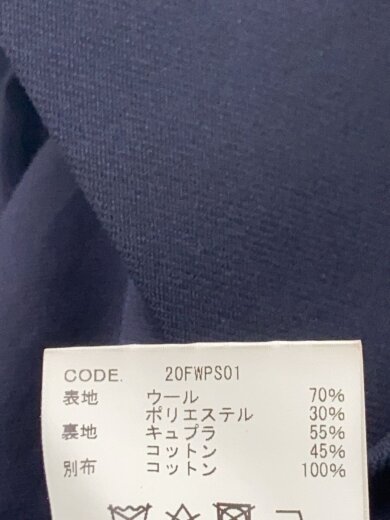 CODE. 20FWPS01
表地 ウール 70%
ポリエステル 30%
裏地 キュプラ 55%
コットン 45%
別布 コットン 100%